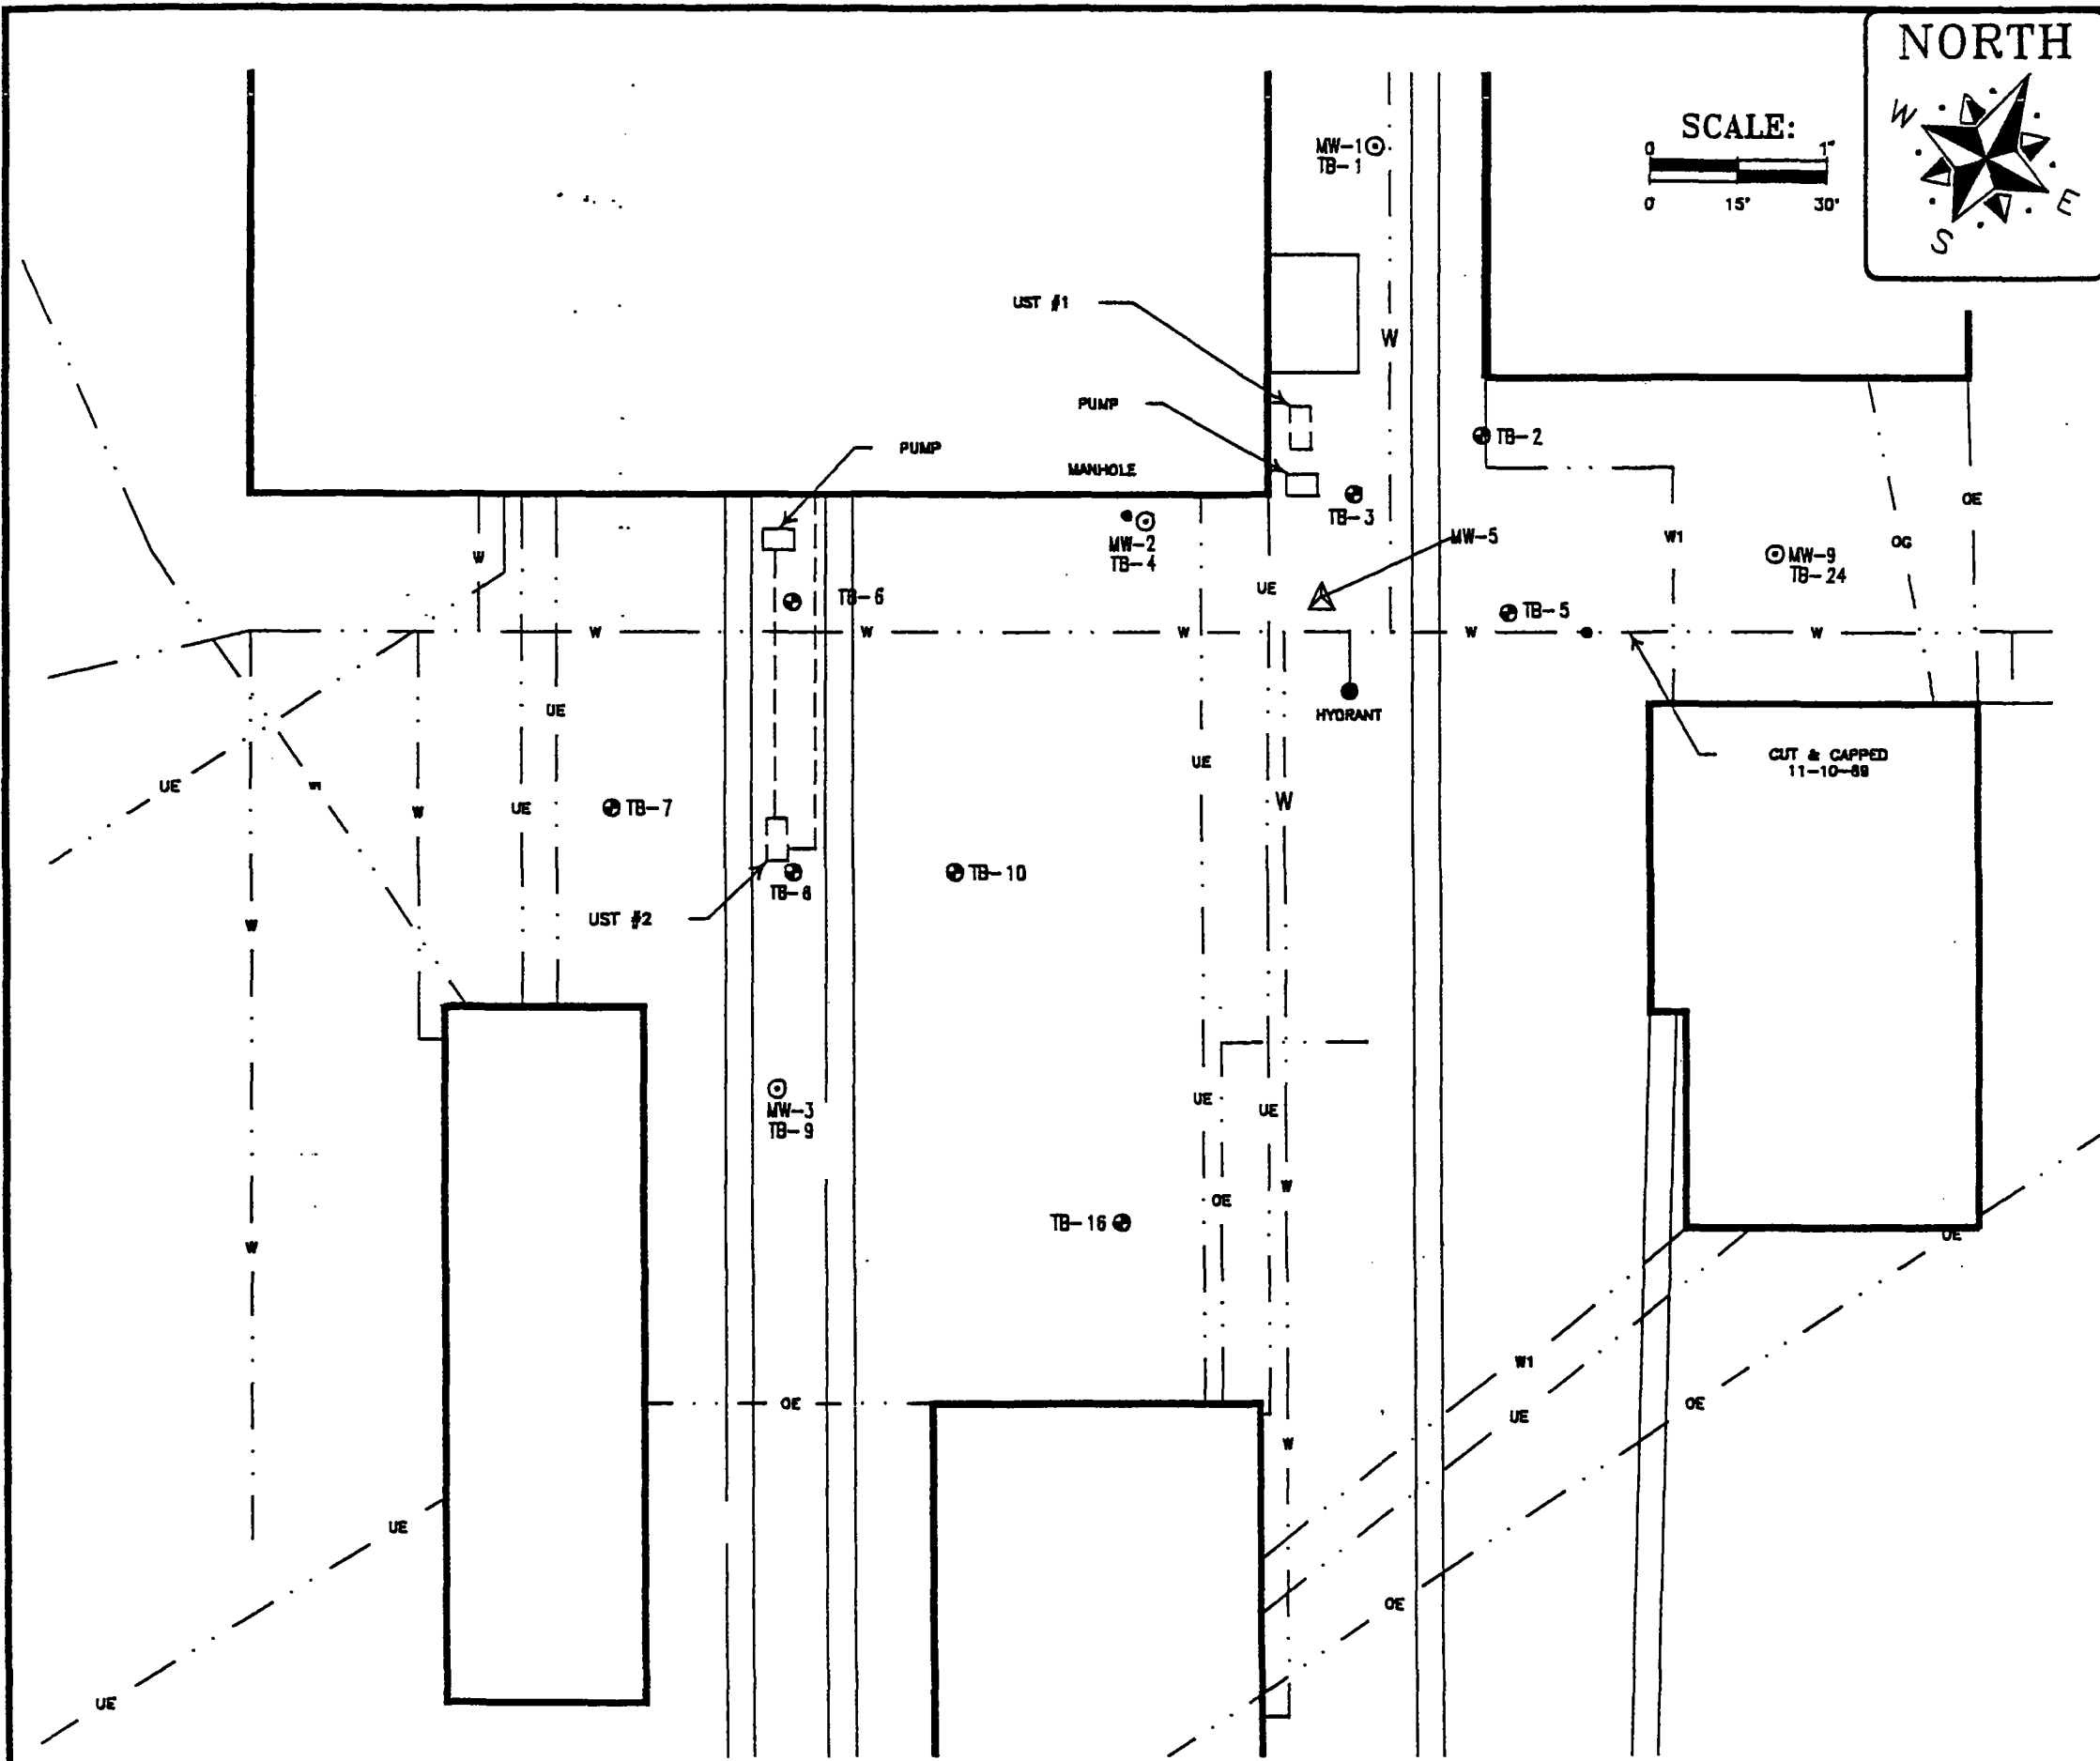 NORTH
W
E
S
SCALE:
0 1"
0 15' 30'
MW-1
TB-1
UST #1
W
PUMP
PUMP
MANHOLE
TB-2
TB-3
OE
W
MW-2
TB-4
MW-5
W1
OG
MW-9
TB-24
UE
TB-6
TB-5
W
W
W
W
W
HYDRANT
UE
UE
UE
W1
W
UE
TB-7
W
CUT & CAPPED
11-10-89
TB-8
TB-10
UST #2
W
MW-3
TB-9
UE
UE
W
OE
TB-16
W
UE
W1
OE
OE
UE
W
UE
OE
UE